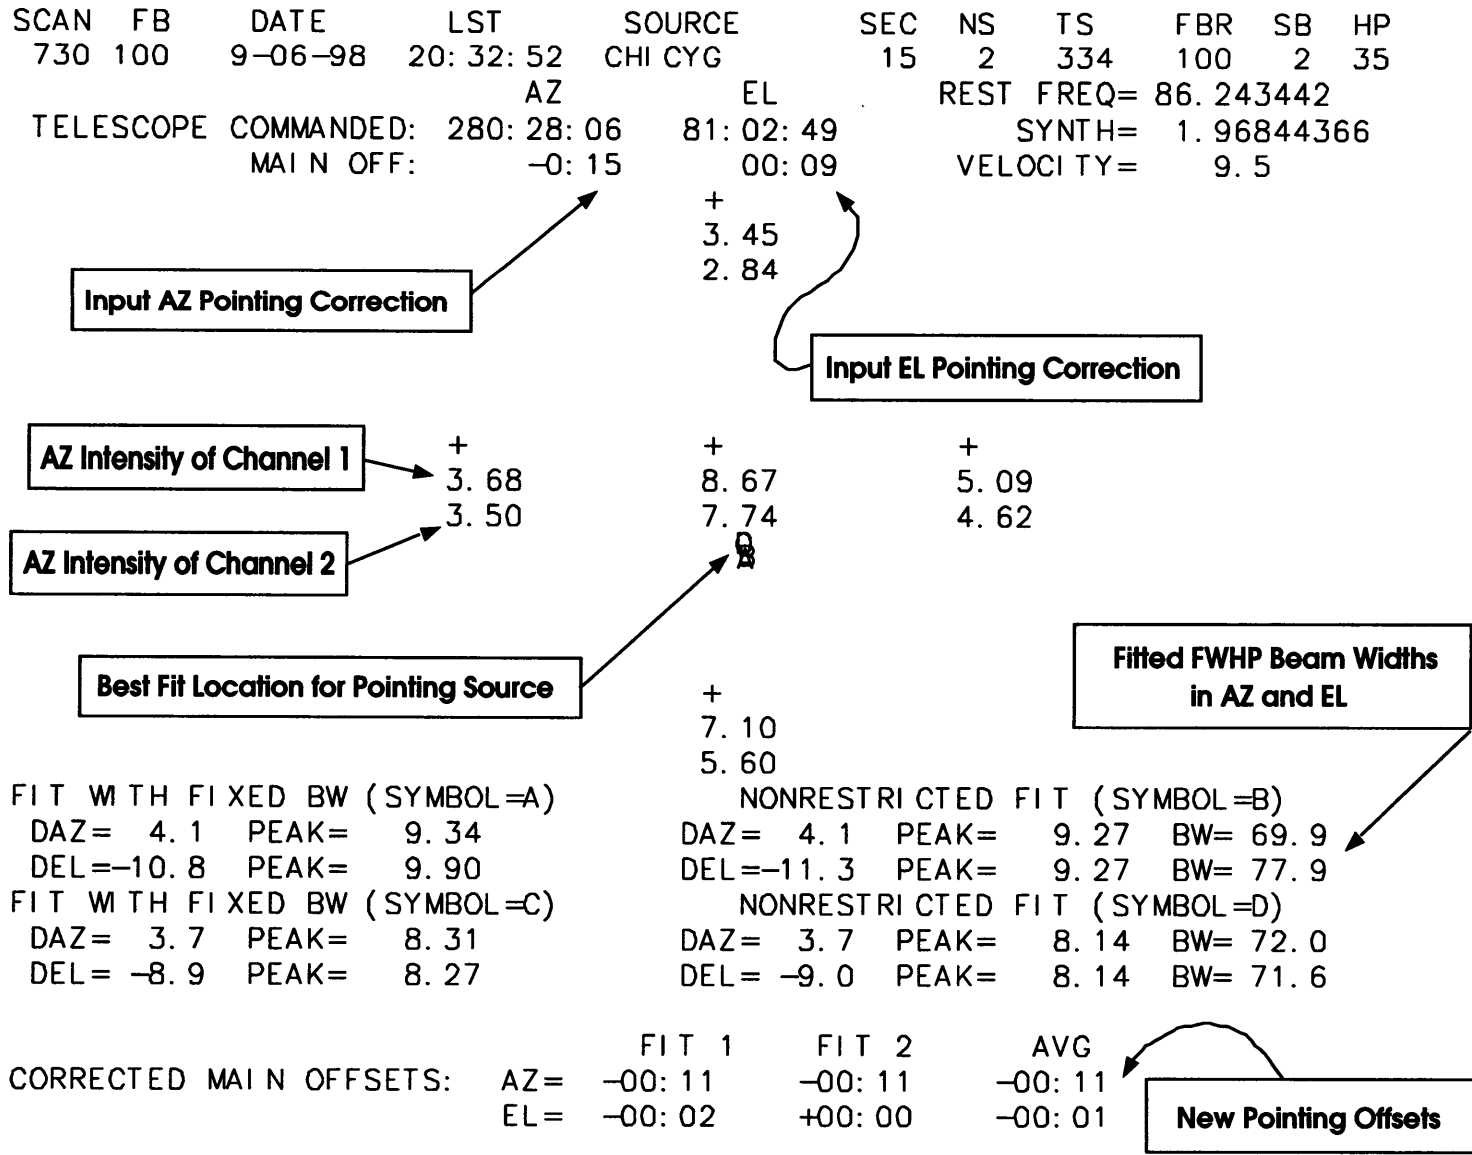 SCAN FB DATE LST SOURCE SEC NS TS FBR SB HP
730 100 9-06-98 20:32:52 CHI CYG 15 2 334 100 2 35
AZ EL REST FREQ= 86.243442
TELESCOPE COMMANDED: 280:28:06 81:02:49 SYNTH= 1.96844366
MAIN OFF: -0:15 00:09 VELOCITY= 9.5
+
3.45
2.84
Input AZ Pointing Correction
Input EL Pointing Correction
AZ Intensity of Channel 1
+ + +
3.68 8.67 5.09
3.50 7.74 4.62
AZ Intensity of Channel 2
Best Fit Location for Pointing Source
Fitted FWHP Beam Widths
in AZ and EL
+
7.10
5.60
FIT WITH FIXED BW (SYMBOL=A) NONRESTRICTED FIT (SYMBOL=B)
DAZ= 4.1 PEAK= 9.34 DAZ= 4.1 PEAK= 9.27 BW= 69.9
DEL=-10.8 PEAK= 9.90 DEL=-11.3 PEAK= 9.27 BW= 77.9
FIT WITH FIXED BW (SYMBOL=C) NONRESTRICTED FIT (SYMBOL=D)
DAZ= 3.7 PEAK= 8.31 DAZ= 3.7 PEAK= 8.14 BW= 72.0
DEL= -8.9 PEAK= 8.27 DEL= -9.0 PEAK= 8.14 BW= 71.6
FIT 1 FIT 2 AVG
CORRECTED MAIN OFFSETS: AZ= -00:11 -00:11 -00:11
EL= -00:02 +00:00 -00:01
New Pointing Offsets